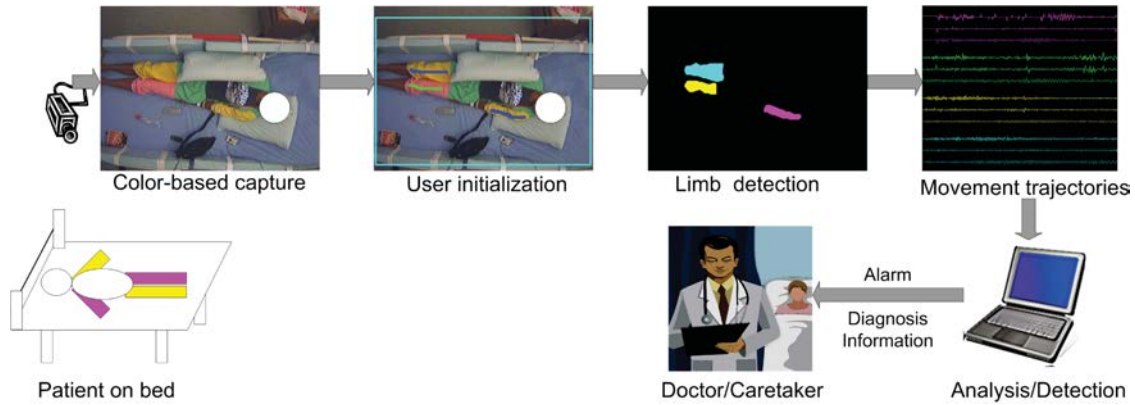 Color-based capture
User initialization
Limb detection
Movement trajectories
Alarm
Diagnosis
Information
Patient on bed
Doctor/Caretaker
Analysis/Detection